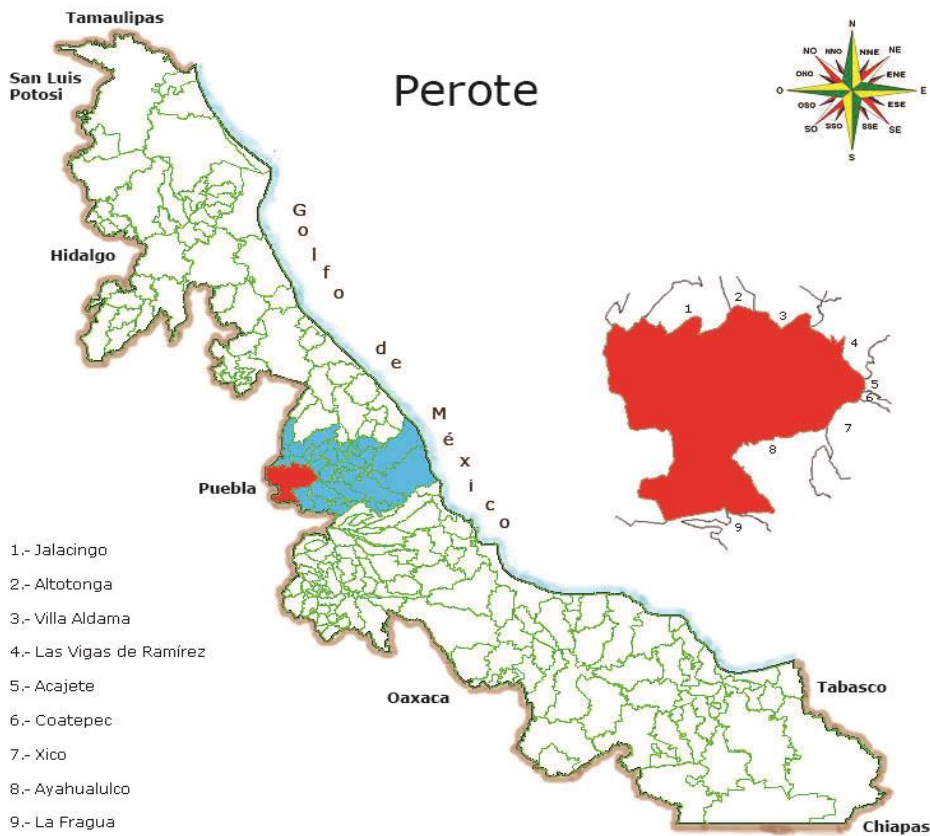 Tamaulipas
San Luis
Potosi
Perote
N
NNO
NNE
NO
NE
ONO
ENE
O
E
OSO
ESE
SO
SSO
SSE
SE
S
Golfo de México
Hidalgo
1
2
3
4
5
6
7
8
9
Puebla
1.- Jalacingo
2.- Altotonga
3.- Villa Aldama
4.- Las Vigas de Ramírez
5.- Acajete
6.- Coatepec
7.- Xico
8.- Ayahualulco
9.- La Fragua
Oaxaca
Tabasco
Chiapas